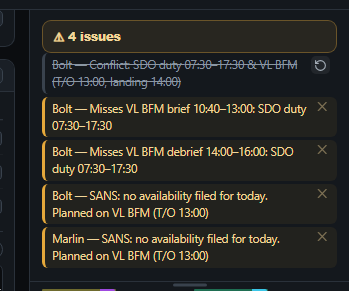 ⚠ 4 issues
Bolt — Conflict: SDO duty 07:30–17:30 & VL BFM
(T/O 13:00, landing 14:00)
Bolt — Misses VL BFM brief 10:40–13:00: SDO duty
07:30–17:30
Bolt — Misses VL BFM debrief 14:00–16:00: SDO
duty 07:30–17:30
Bolt — SANS: no availability filed for today.
Planned on VL BFM (T/O 13:00)
Marlin — SANS: no availability filed for today.
Planned on VL BFM (T/O 13:00)